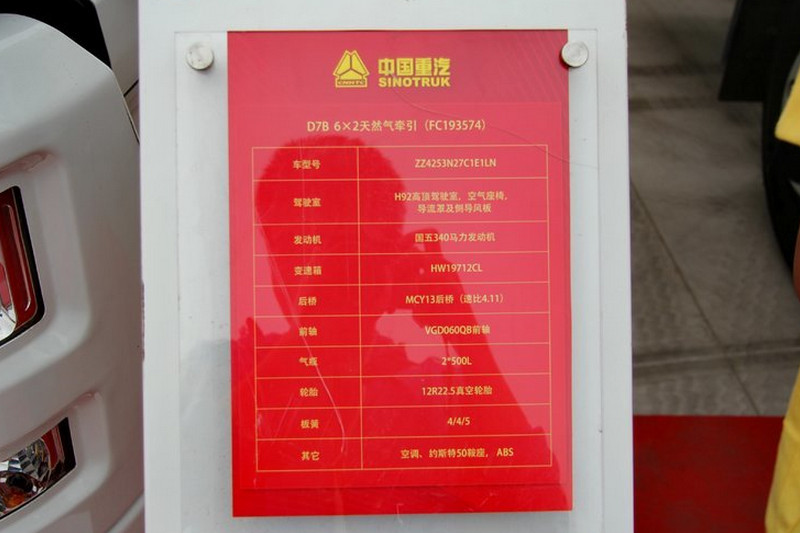 CNHTC
中国重汽
SINOTRUK
D7B 6×2天然气牵引（FC193574）
车型号 ZZ4253N27C1E1LN
驾驶室 H92高顶驾驶室，空气座椅，
导流罩及侧导风板
发动机 国五340马力发动机
变速箱 HW19712CL
后桥 MCY13后桥（速比4.11）
前轴 VGD060QB前轴
气瓶 2*500L
轮胎 12R22.5真空轮胎
板簧 4/4/5
其它 空调、约斯特50鞍座，ABS